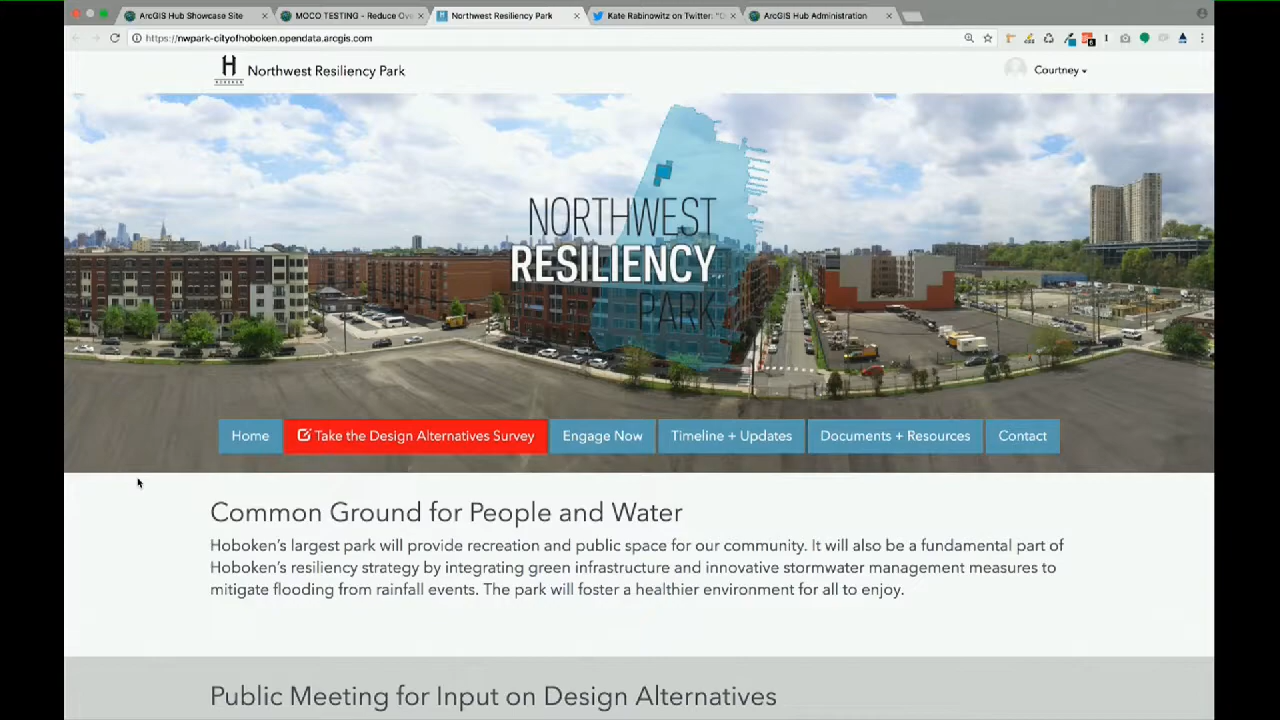 ArcGIS Hub Showcase Site
MOCO TESTING - Reduce Ove
Northwest Resiliency Park
Kate Rabinowitz on Twitter: "D
ArcGIS Hub Administration
https://nwpark-cityofhoboken.opendata.arcgis.com
H
HOBOKEN
Northwest Resiliency Park
Courtney
NORTHWEST
RESILIENCY
PARK
Home
Take the Design Alternatives Survey
Engage Now
Timeline + Updates
Documents + Resources
Contact
Common Ground for People and Water
Hoboken's largest park will provide recreation and public space for our community. It will also be a fundamental part of
Hoboken's resiliency strategy by integrating green infrastructure and innovative stormwater management measures to
mitigate flooding from rainfall events. The park will foster a healthier environment for all to enjoy.
Public Meeting for Input on Design Alternatives